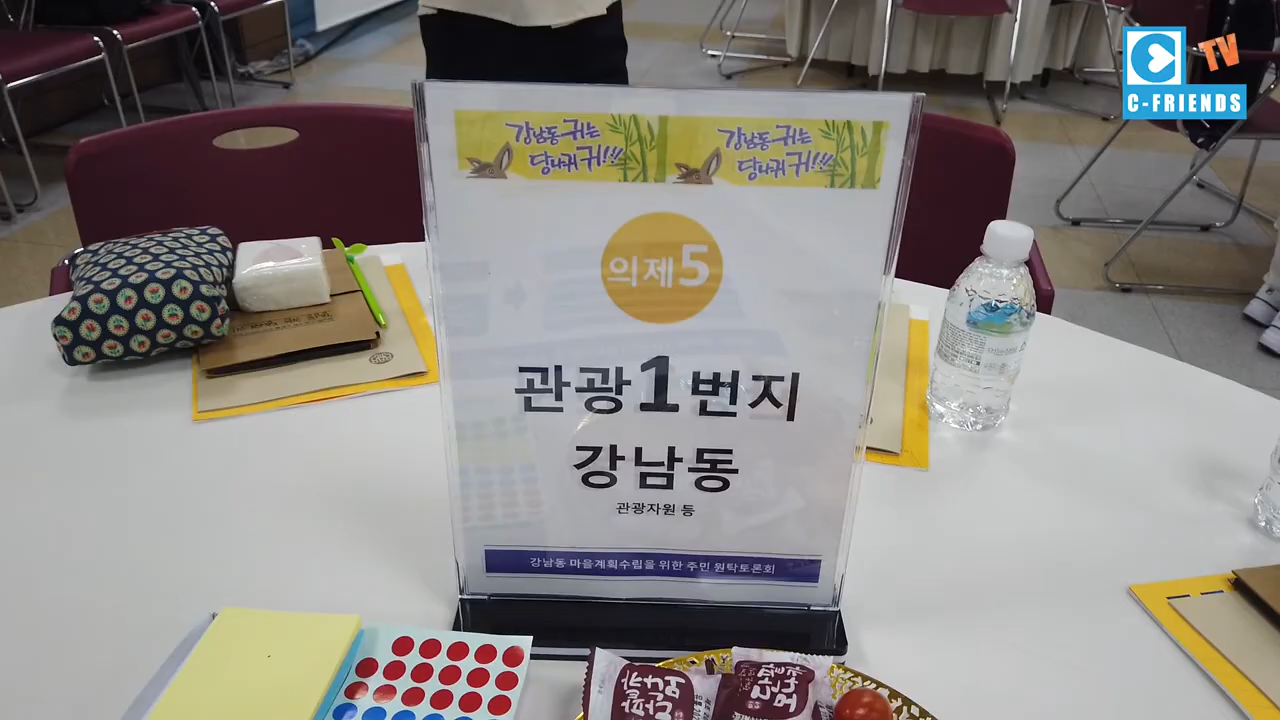 TV
C-FRIENDS
강남동 귀는 강남동 귀는
당나귀 귀!!! 당나귀 귀!!!
의제5
관광1번지
강남동
관광자원 등
강남동 마을계획수립을 위한 주민 원탁토론회